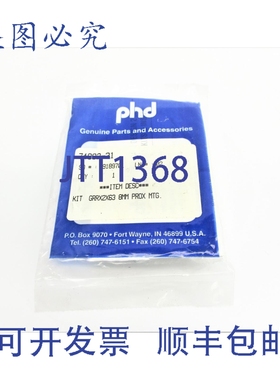 盗图必究
phd
Genuine Parts and Accessories
JTT1368
***ITEM DESC***
KIT GRRX2X63 8MM PROX MTG.
P.O. Box 9070 • Fort Wayne, IN 46899 U.S.A.
Tel (260) 747-6151 • Fax (260) 747-6754
可开发票 顺丰包邮